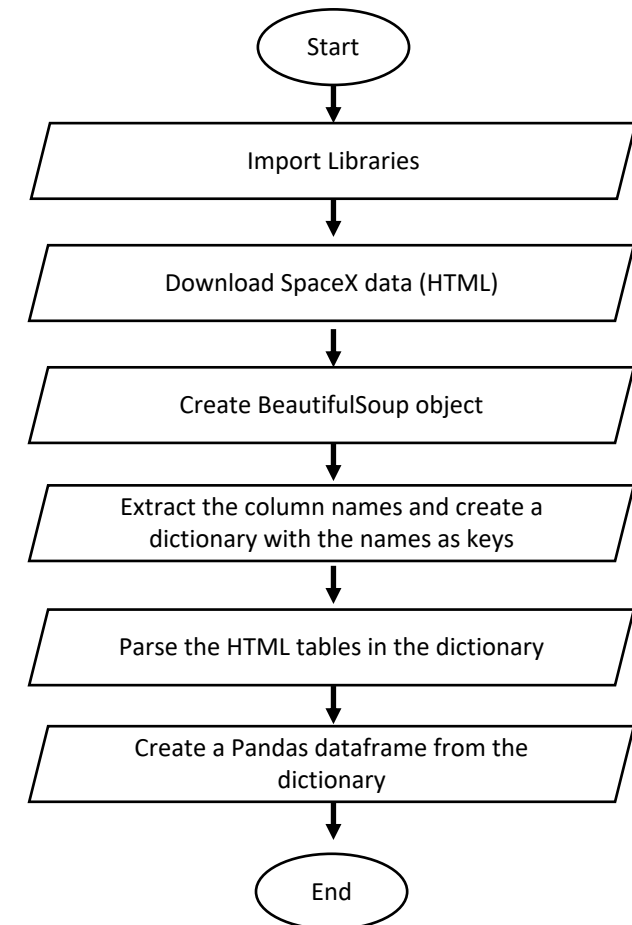 Start
Import Libraries
Download SpaceX data (HTML)
Create BeautifulSoup object
Extract the column names and create a
dictionary with the names as keys
Parse the HTML tables in the dictionary
Create a Pandas dataframe from the
dictionary
End